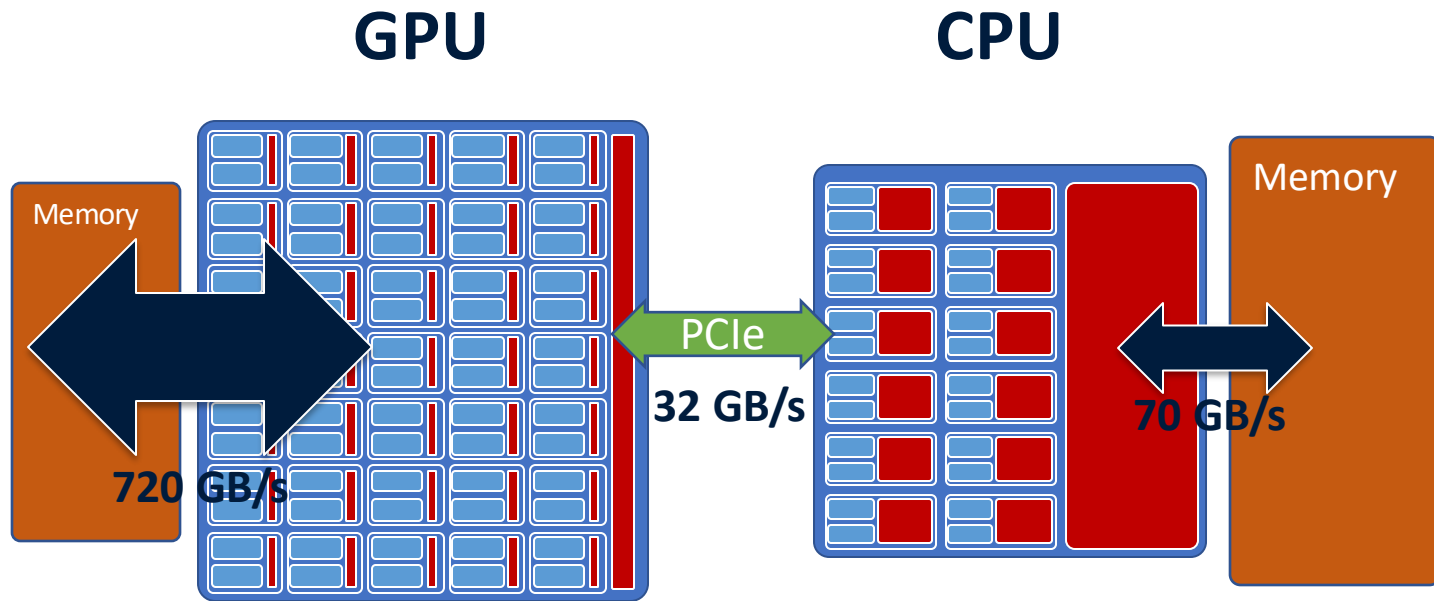 GPU
CPU
Memory
Memory
PCIe
32 GB/s
70 GB/s
720 GB/s